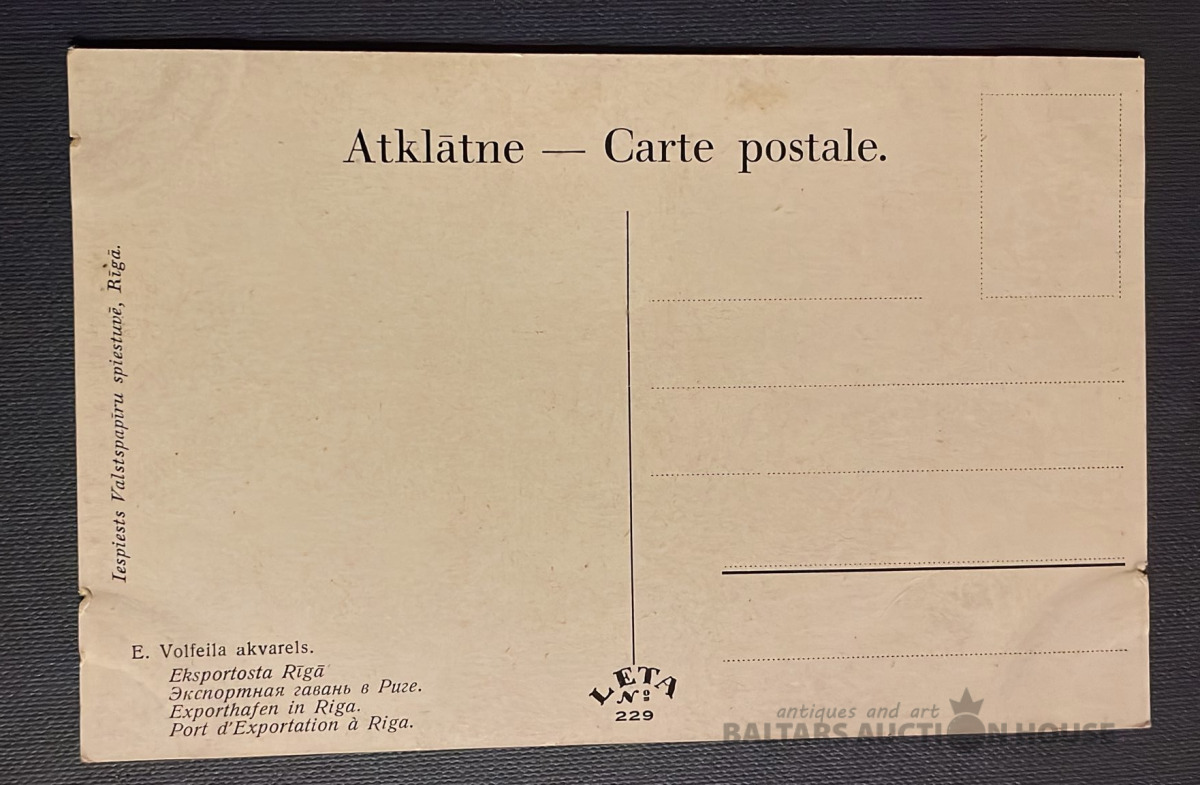 Atklātne — Carte postale.
Iespiests Valstspapīru spiestuvē, Rīgā.
E. Volfeila akvarels.
Eksportosta Rīgā
Экспортная гавань в Риге.
Exporthafen in Riga.
Port d'Exportation à Riga.
LETA
№
229
antiques and art
BALTARS AUCTION HOUSE